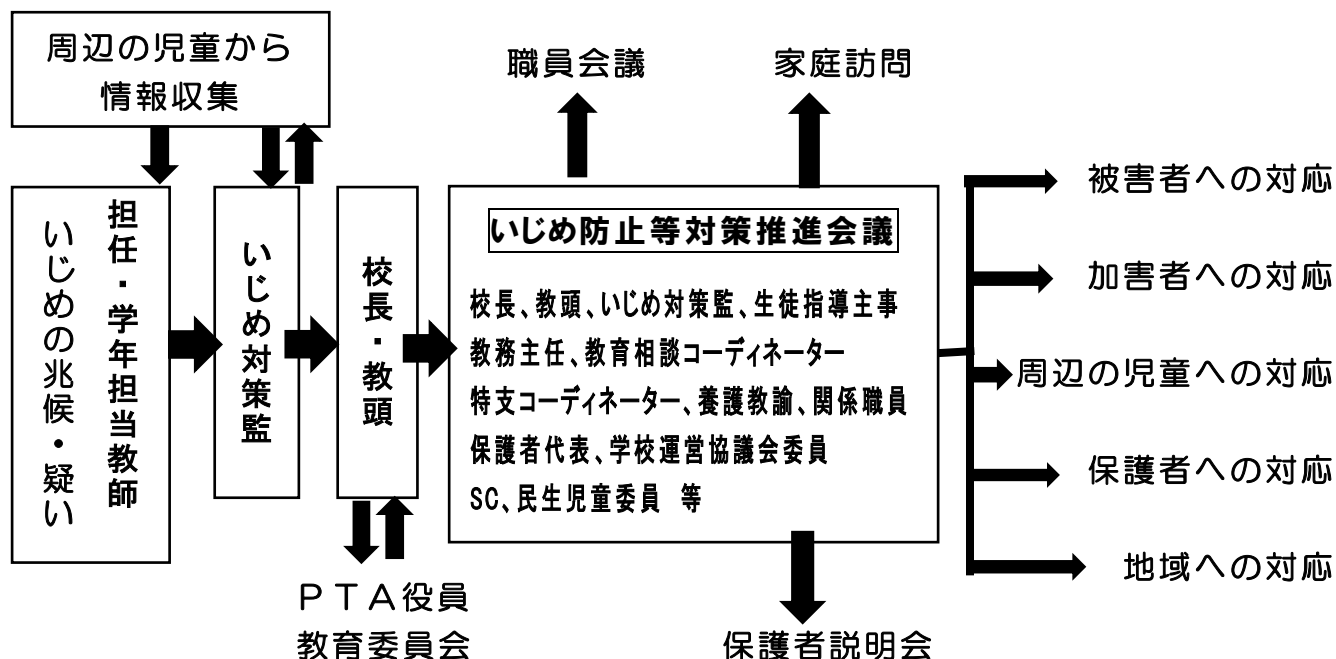 周辺の児童から
情報収集
職員会議
家庭訪問
担任・学年担当教師
いじめの兆候・疑い
いじめ対策監
校長・教頭
いじめ防止等対策推進会議
校長、教頭、いじめ対策監、生徒指導主事
教務主任、教育相談コーディネーター
特支コーディネーター、養護教諭、関係職員
保護者代表、学校運営協議会委員
SC、民生児童委員　等
被害者への対応
加害者への対応
周辺の児童への対応
保護者への対応
地域への対応
ＰＴＡ役員
教育委員会
保護者説明会